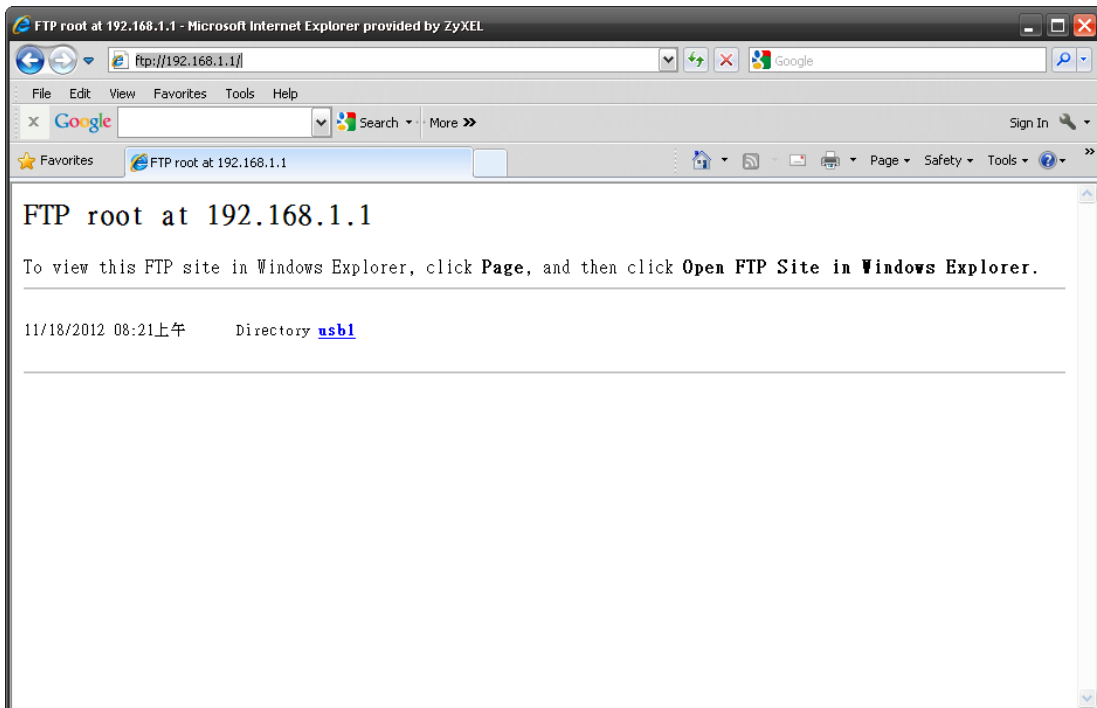 FTP root at 192.168.1.1 - Microsoft Internet Explorer provided by ZyXEL
ftp://192.168.1.1/
Google
File Edit View Favorites Tools Help
x Google Search More >>
Sign In
Favorites FTP root at 192.168.1.1 Page Safety Tools >>
FTP root at 192.168.1.1
To view this FTP site in Windows Explorer, click Page, and then click Open FTP Site in Windows Explorer.
11/18/2012 08:21上午 Directory usb1